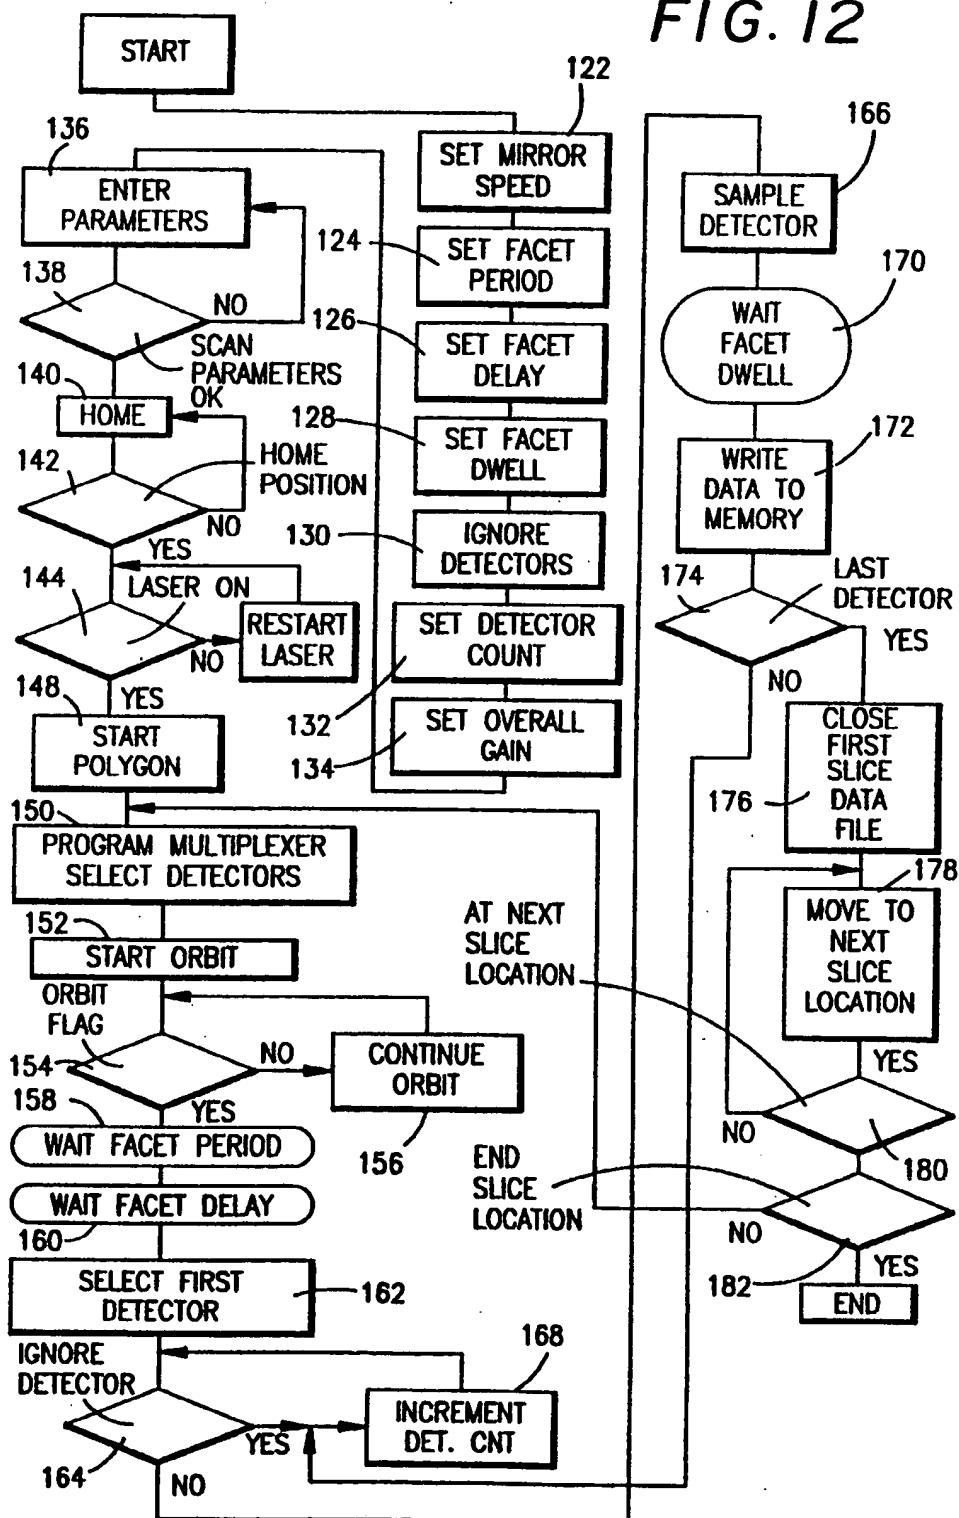 FIG. 12
START
122
SET MIRROR
SPEED
124
SET FACET
PERIOD
126
SET FACET
DELAY
128
SET FACET
DWELL
130
IGNORE
DETECTORS
SET DETECTOR
COUNT
132
SET OVERALL
GAIN
134
136
ENTER
PARAMETERS
138
NO
SCAN
PARAMETERS
OK
140
HOME
142
HOME
POSITION
NO
YES
144
LASER ON
RESTART
LASER
NO
YES
148
START
POLYGON
150
PROGRAM MULTIPLEXER
SELECT DETECTORS
152
START ORBIT
ORBIT
FLAG
154
NO
CONTINUE
ORBIT
156
YES
158
WAIT FACET PERIOD
WAIT FACET DELAY
160
SELECT FIRST
DETECTOR
162
IGNORE
DETECTOR
168
INCREMENT
DET. CNT
YES
164
NO
166
SAMPLE
DETECTOR
170
WAIT
FACET
DWELL
172
WRITE
DATA TO
MEMORY
174
LAST
DETECTOR
YES
NO
CLOSE
FIRST
SLICE
DATA
FILE
176
178
MOVE TO
NEXT
SLICE
LOCATION
AT NEXT
SLICE
LOCATION
YES
NO
180
END
SLICE
LOCATION
NO
182
YES
END